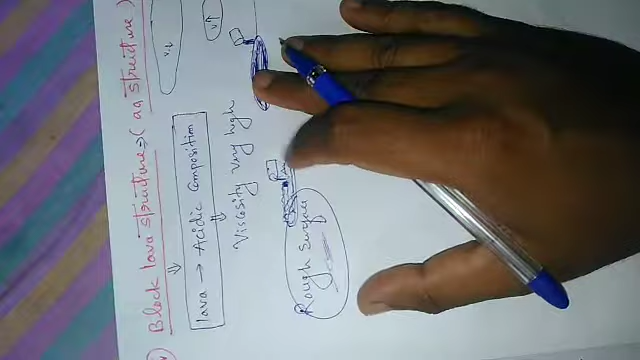 Block lava structure ⇒ (aa structure)
Lava → Acidic Composition
Viscosity very high
Rough Surface